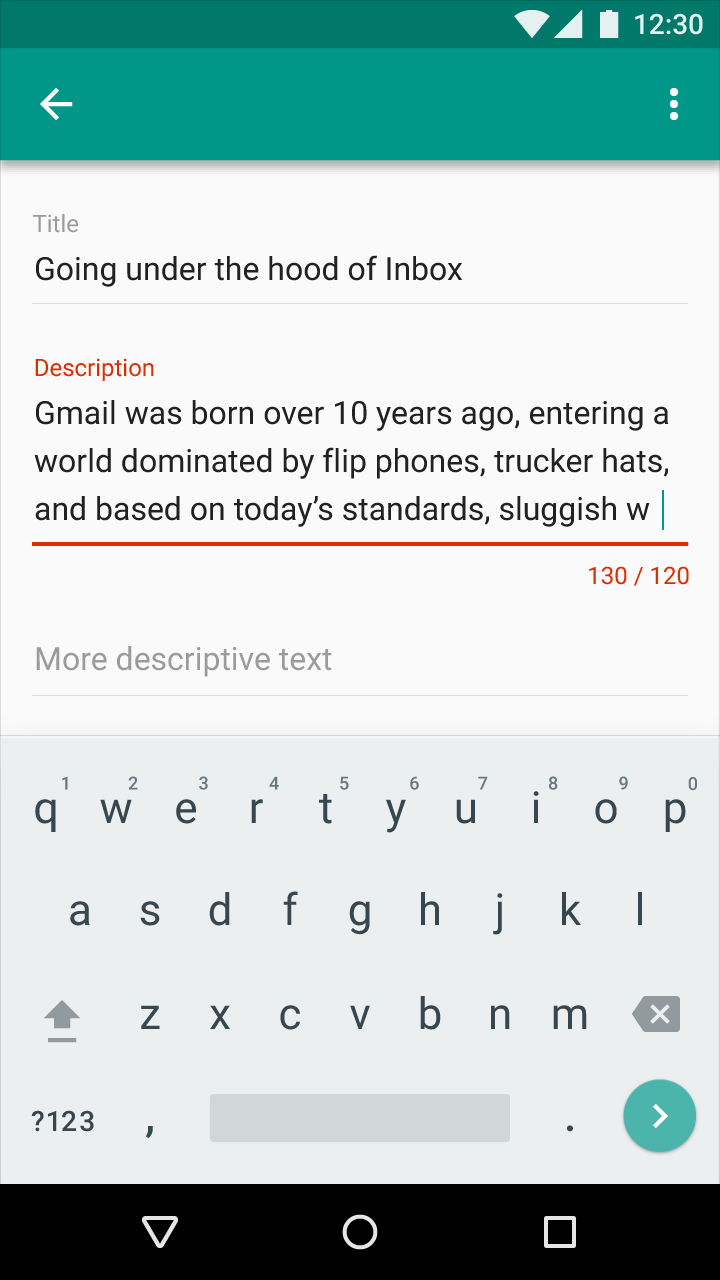 12:30
Title
Going under the hood of Inbox
Description
Gmail was born over 10 years ago, entering a
world dominated by flip phones, trucker hats,
and based on today’s standards, sluggish w
130 / 120
More descriptive text
1 2 3 4 5 6 7 8 9 0
q w e r t y u i o p
a s d f g h j k l
z x c v b n m
?123 , .